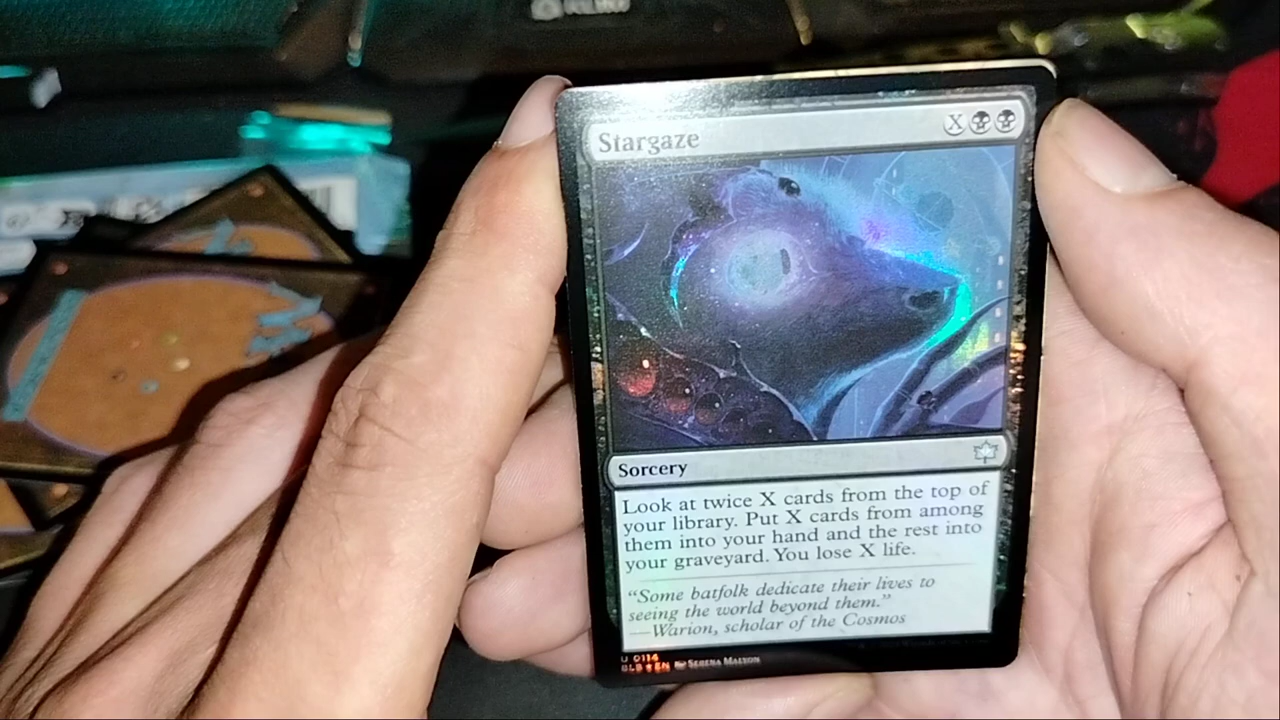 Stargaze
X
Sorcery
Look at twice X cards from the top of
your library. Put X cards from among
them into your hand and the rest into
your graveyard. You lose X life.
“Some batfolk dedicate their lives to
seeing the world beyond them.”
—Warion, scholar of the Cosmos
U 0114
BLB ★ EN Serena Malyon